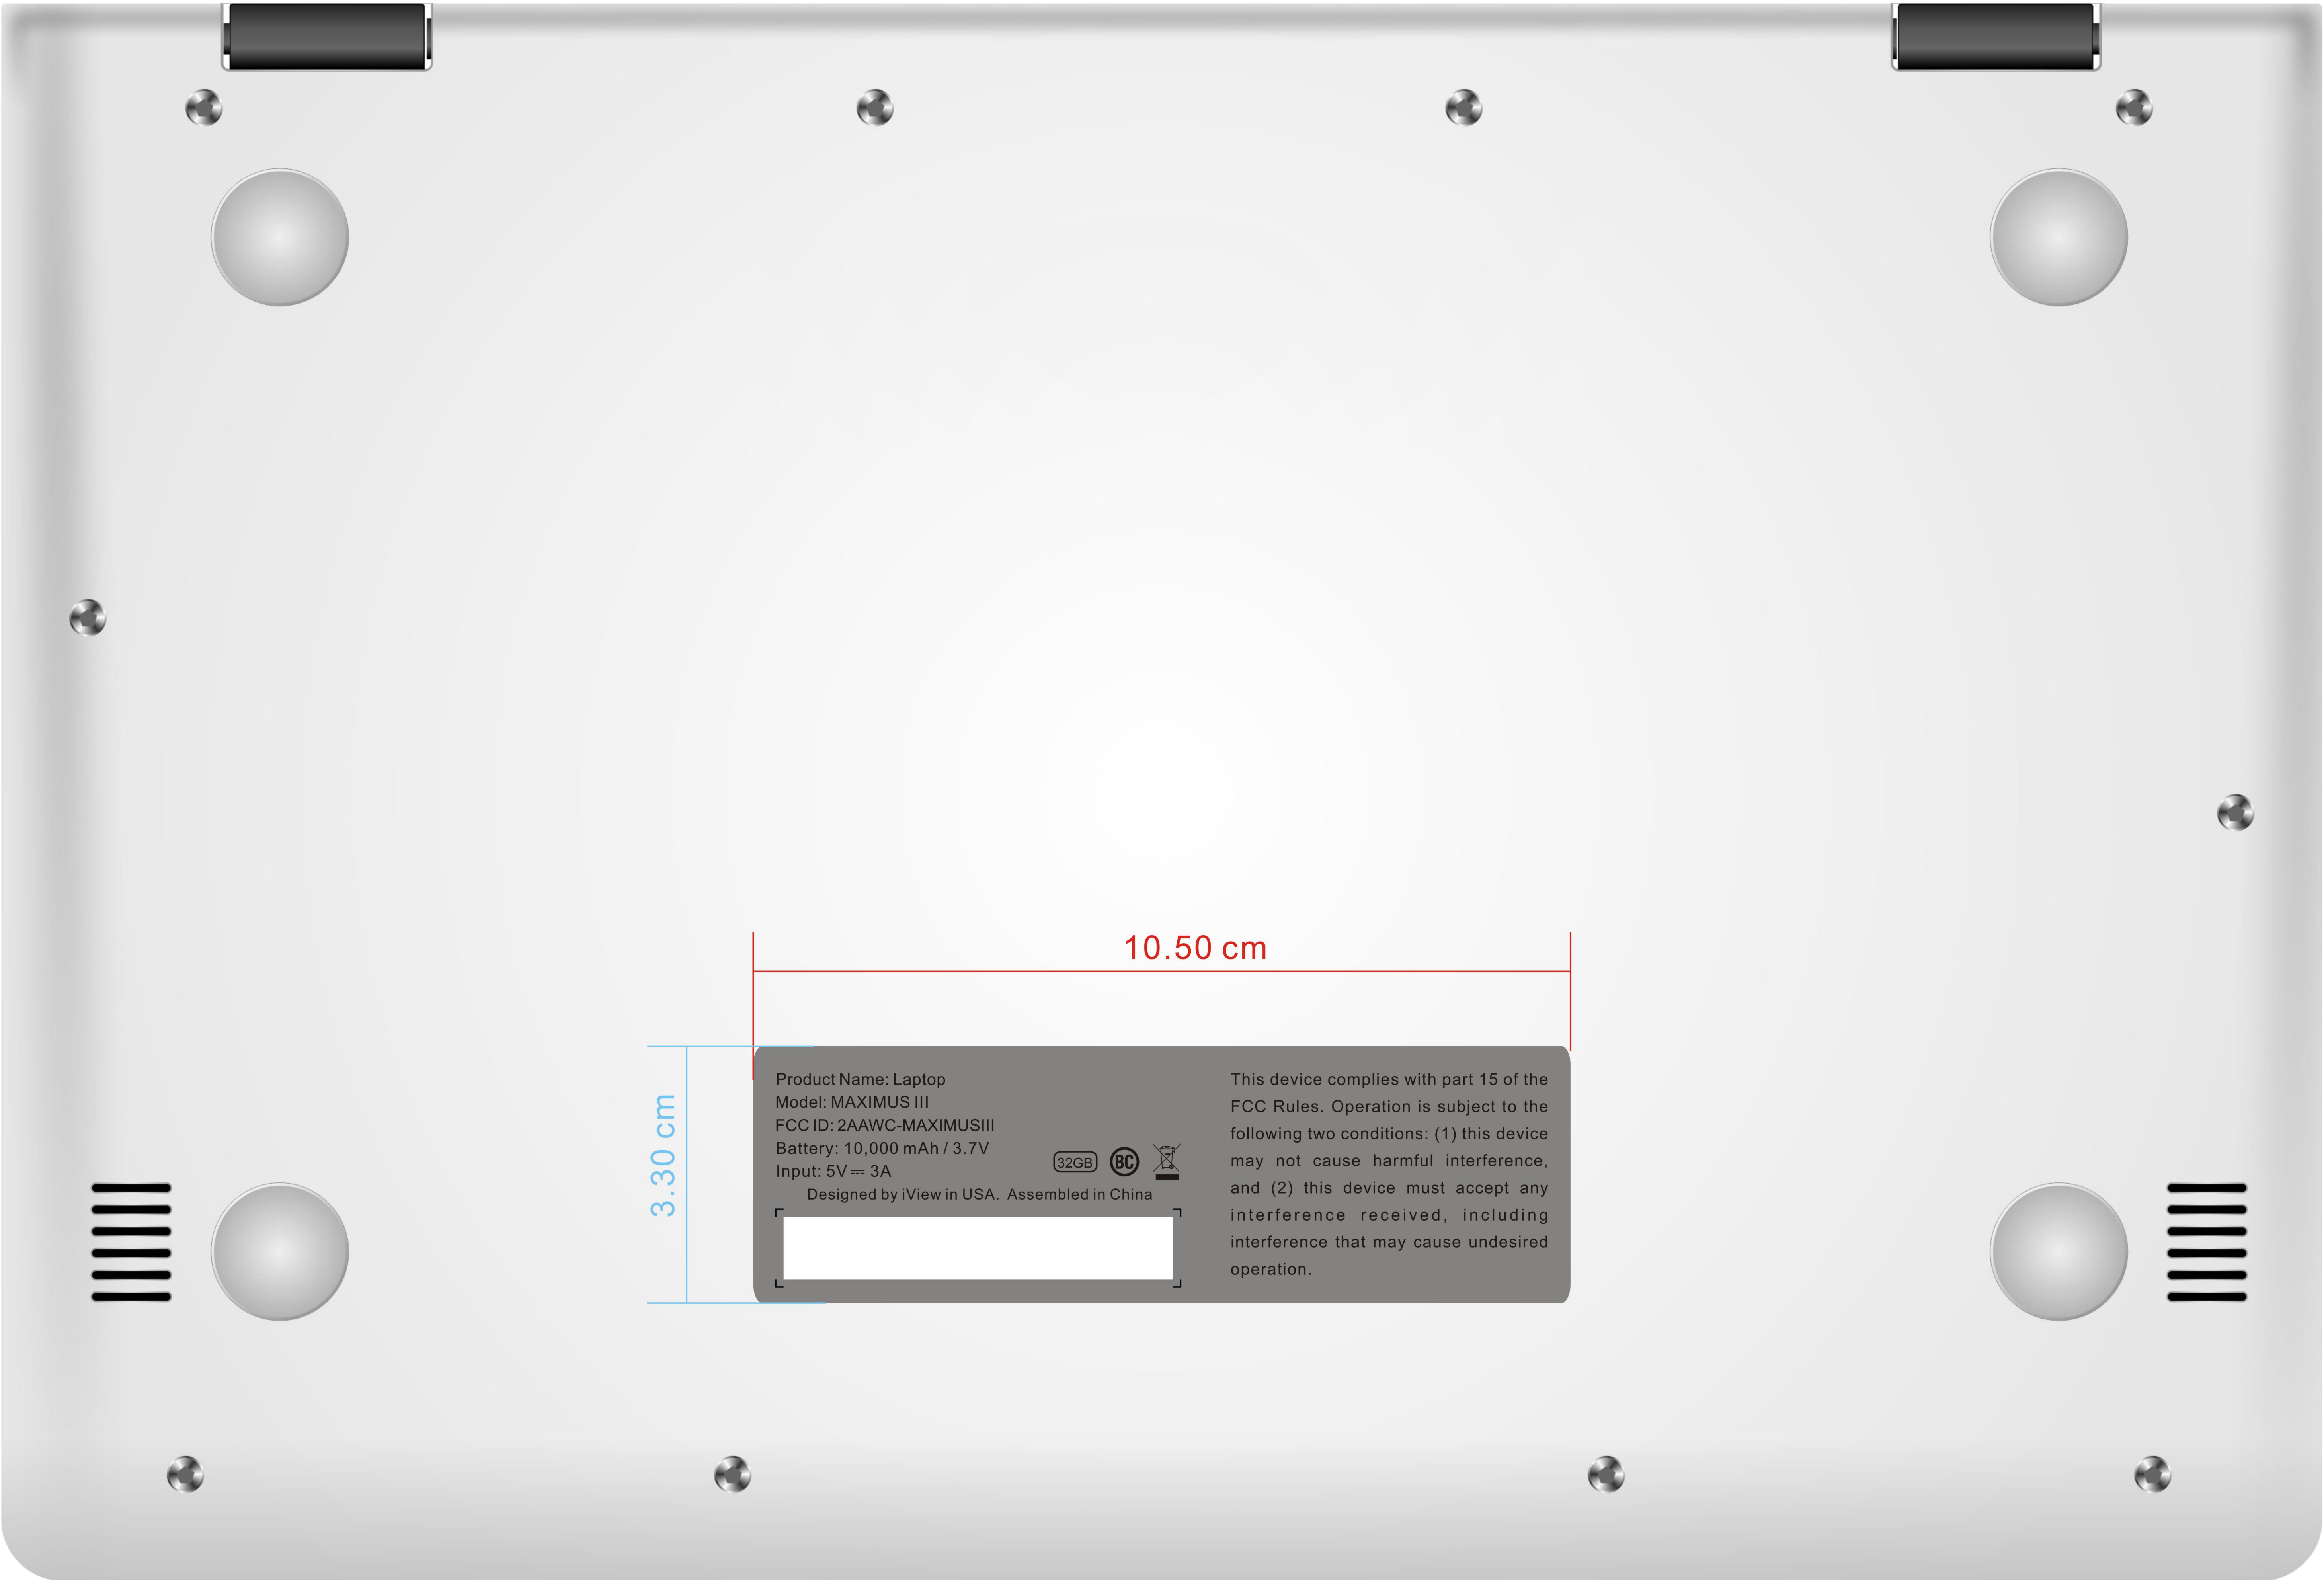 10.50 cm
3.30 cm
Product Name: Laptop
Model: MAXIMUS III
FCC ID: 2AAWC-MAXIMUSIII
Battery: 10,000 mAh / 3.7V
Input: 5V⎓ 3A
32GB
BC
Designed by iView in USA. Assembled in China
This device complies with part 15 of the
FCC Rules. Operation is subject to the
following two conditions: (1) this device
may not cause harmful interference,
and (2) this device must accept any
interference received, including
interference that may cause undesired
operation.